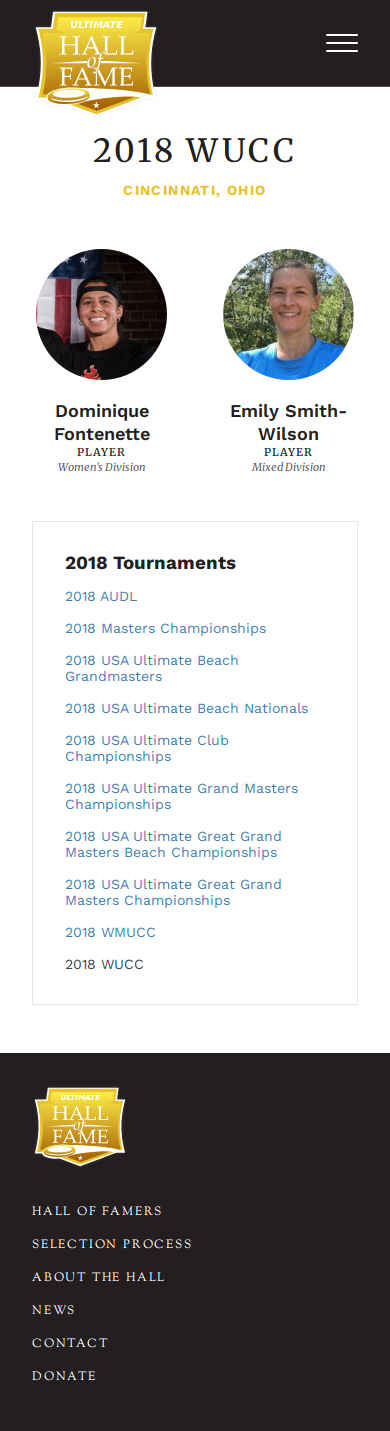 ULTIMATE
HALL
of
FAME
2018 WUCC
CINCINNATI, OHIO
Dominique
Fontenette
PLAYER
Women's Division
Emily Smith-
Wilson
PLAYER
Mixed Division
2018 Tournaments
2018 AUDL
2018 Masters Championships
2018 USA Ultimate Beach
Grandmasters
2018 USA Ultimate Beach Nationals
2018 USA Ultimate Club
Championships
2018 USA Ultimate Grand Masters
Championships
2018 USA Ultimate Great Grand
Masters Beach Championships
2018 USA Ultimate Great Grand
Masters Championships
2018 WMUCC
2018 WUCC
ULTIMATE
HALL
of
FAME
HALL OF FAMERS
SELECTION PROCESS
ABOUT THE HALL
NEWS
CONTACT
DONATE